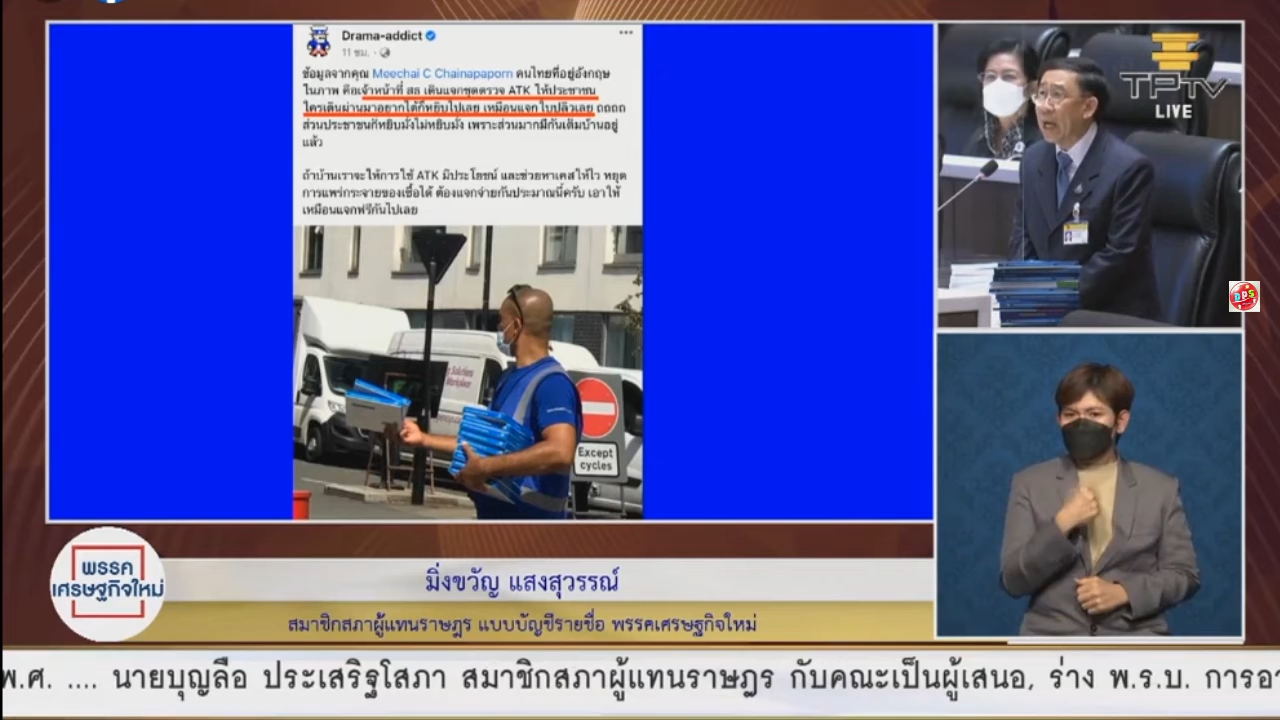 Drama-addict
11 ชม.
ข้อมูลจากคุณ Meechai C Chainapaporn คนไทยที่อยู่อังกฤษ
ในภาพ คือเจ้าหน้าที่ สธ เดินแจกชุดตรวจ ATK ให้ประชาชน
ใครเดินผ่านมาอยากได้ก็หยิบไปเลย เหมือนแจกใบปลิวเลย ถถถถ
ส่วนประชาชนก็หยิบมั่งไม่หยิบมั่ง เพราะส่วนมากมีกันเต็มบ้านอยู่
แล้ว
ถ้าบ้านเราจะให้การใช้ ATK มีประโยชน์ และช่วยหาเคสให้ไว หยุด
การแพร่กระจายของเชื้อได้ ต้องแจกจ่ายกันประมาณนี้ครับ เอาให้
เหมือนแจกฟรีกันไปเลย
Solutions
Workplace
Except
cycles
TPTV
LIVE
DDS
พรรค
เศรษฐกิจใหม่
มิ่งขวัญ แสงสุวรรณ์
สมาชิกสภาผู้แทนราษฎร แบบบัญชีรายชื่อ พรรคเศรษฐกิจใหม่
พ.ศ. .... นายบุญลือ ประเสริฐโสภา สมาชิกสภาผู้แทนราษฎร กับคณะเป็นผู้เสนอ, ร่าง พ.ร.บ. การอา